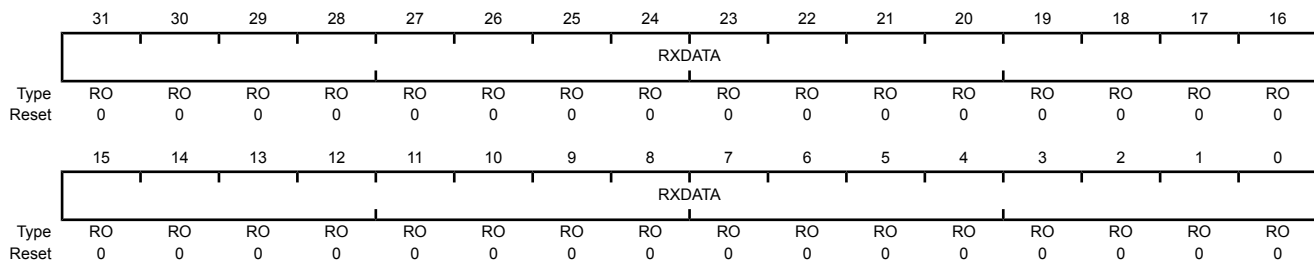 31 30 29 28 27 26 25 24 23 22 21 20 19 18 17 16
RXDATA
Type RO RO RO RO RO RO RO RO RO RO RO RO RO RO RO RO
Reset 0 0 0 0 0 0 0 0 0 0 0 0 0 0 0 0
15 14 13 12 11 10 9 8 7 6 5 4 3 2 1 0
RXDATA
Type RO RO RO RO RO RO RO RO RO RO RO RO RO RO RO RO
Reset 0 0 0 0 0 0 0 0 0 0 0 0 0 0 0 0